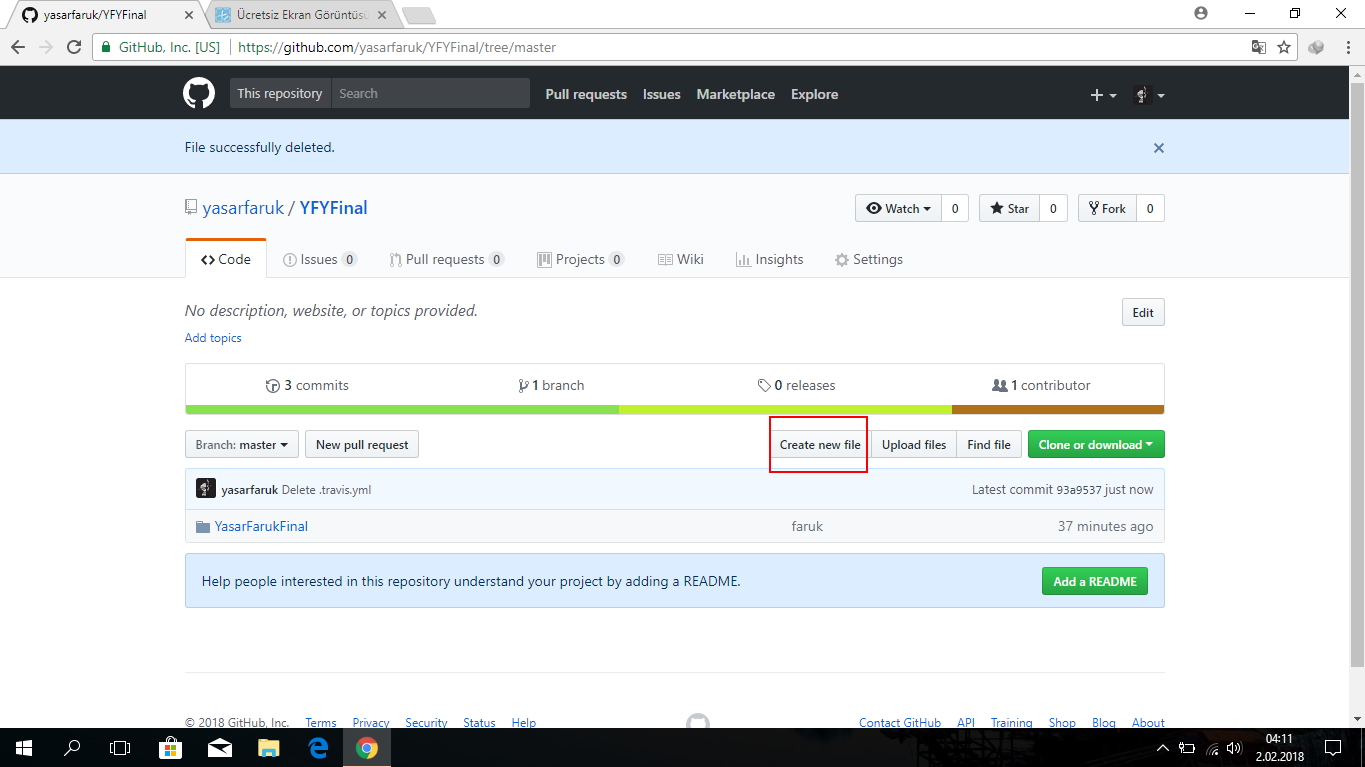 yasarfaruk/YFYFinal
Ücretsiz Ekran Görüntüsü
GitHub, Inc. [US] https://github.com/yasarfaruk/YFYFinal/tree/master
This repository Search Pull requests Issues Marketplace Explore
File successfully deleted.
yasarfaruk / YFYFinal
Watch 0 Star 0 Fork 0
Code Issues 0 Pull requests 0 Projects 0 Wiki Insights Settings
No description, website, or topics provided.
Edit
Add topics
3 commits 1 branch 0 releases 1 contributor
Branch: master New pull request Create new file Upload files Find file Clone or download
yasarfaruk Delete .travis.yml Latest commit 93a9537 just now
YasarFarukFinal faruk 37 minutes ago
Help people interested in this repository understand your project by adding a README. Add a README
© 2018 GitHub, Inc. Terms Privacy Security Status Help Contact GitHub API Training Shop Blog About
04:11
2.02.2018